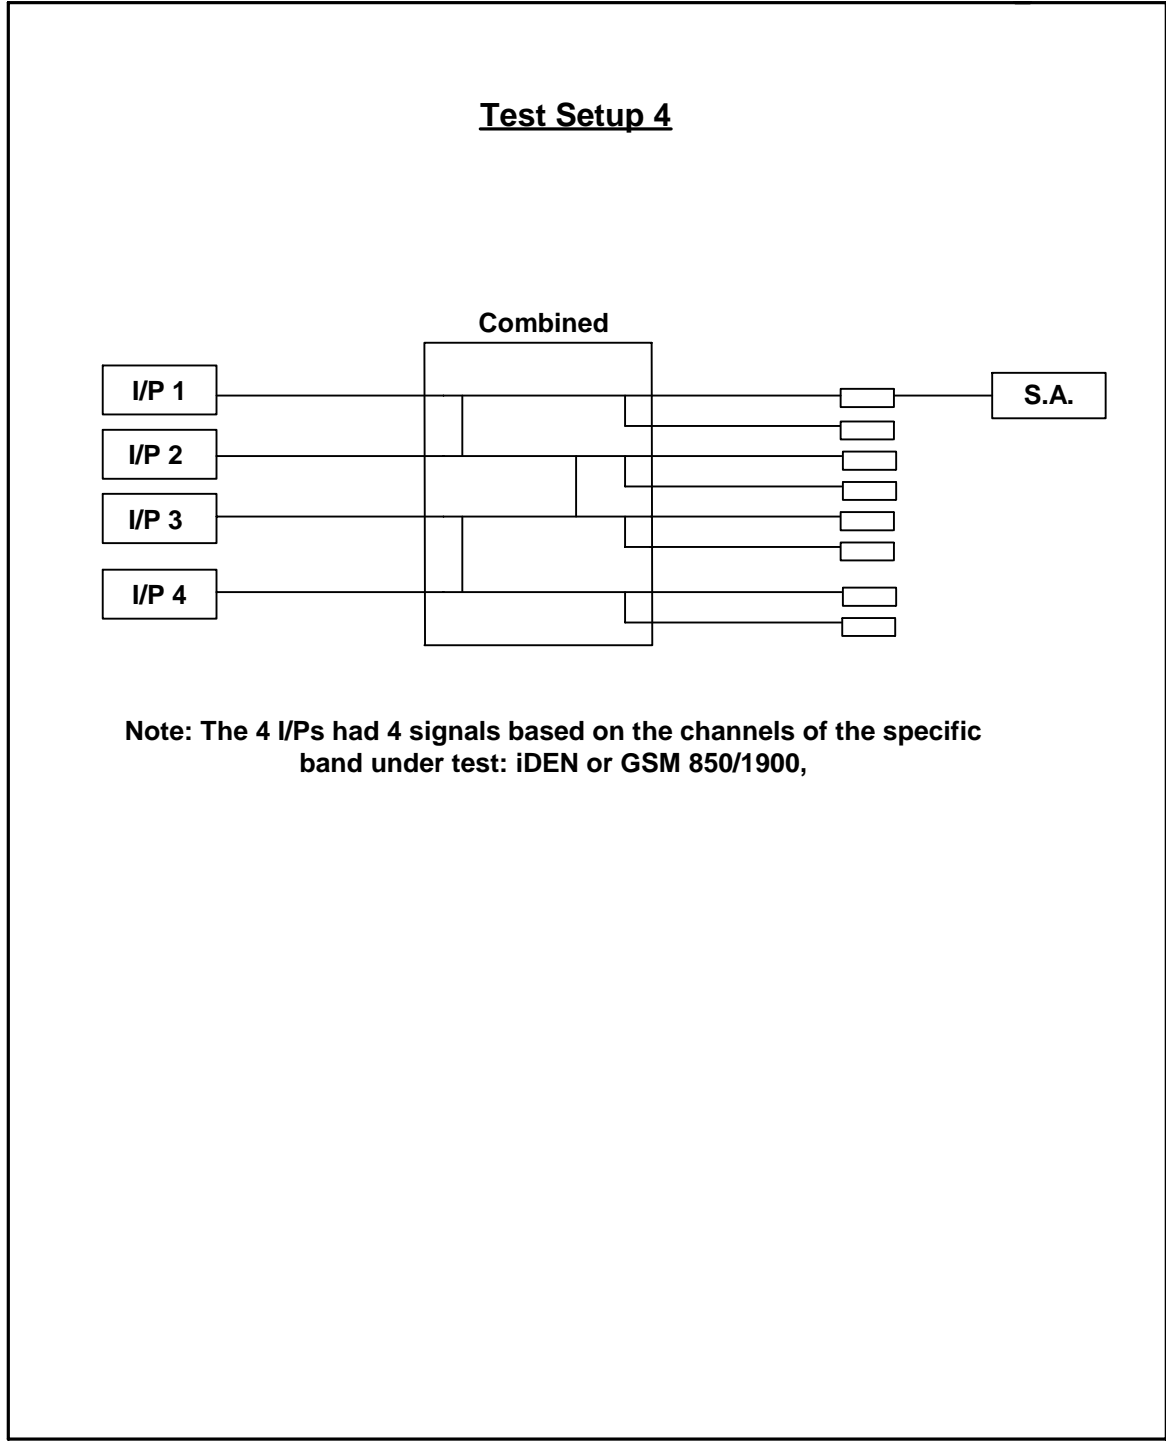 Test Setup 4
Combined
I/P 1
S.A.
I/P 2
I/P 3
I/P 4
Note: The 4 I/Ps had 4 signals based on the channels of the specific
band under test: iDEN or GSM 850/1900,